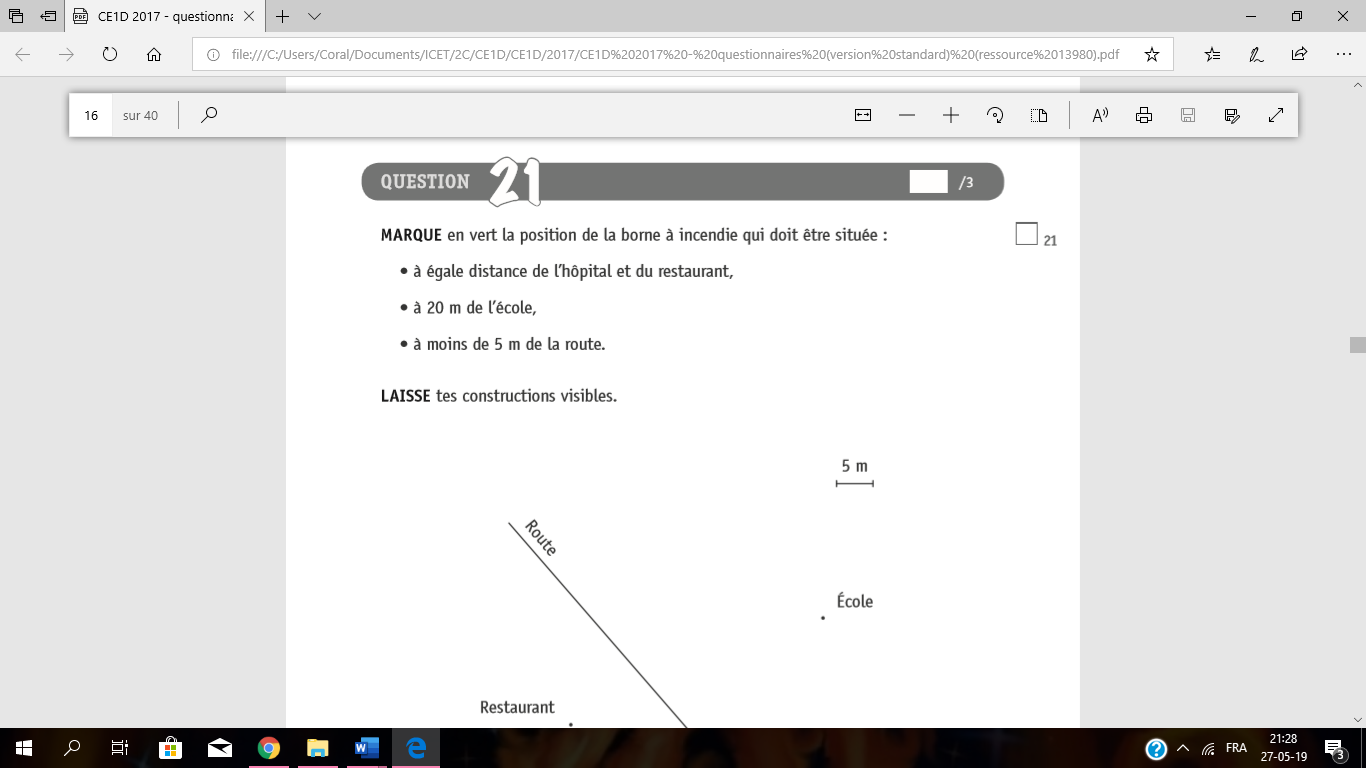 CE1D 2017 - questionna
file:///C:/Users/Coral/Documents/ICET/2C/CE1D/CE1D/2017/CE1D%202017%20-%20questionnaires%20(version%20standard)%20(ressource%2013980).pdf
16 sur 40
QUESTION 21 /3
MARQUE en vert la position de la borne à incendie qui doit être située :
21
• à égale distance de l'hôpital et du restaurant,
• à 20 m de l'école,
• à moins de 5 m de la route.
LAISSE tes constructions visibles.
5 m
Route
École
Restaurant
21:28
FRA
27-05-19
3